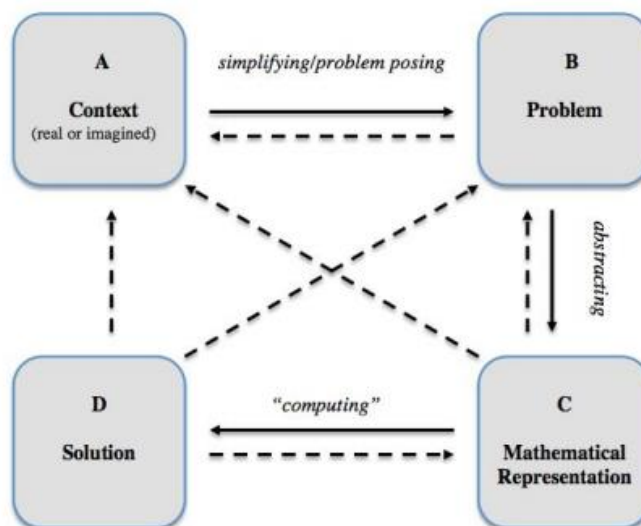 A
Context
(real or imagined)
simplifying/problem posing
B
Problem
abstracting
D
Solution
“computing”
C
Mathematical
Representation